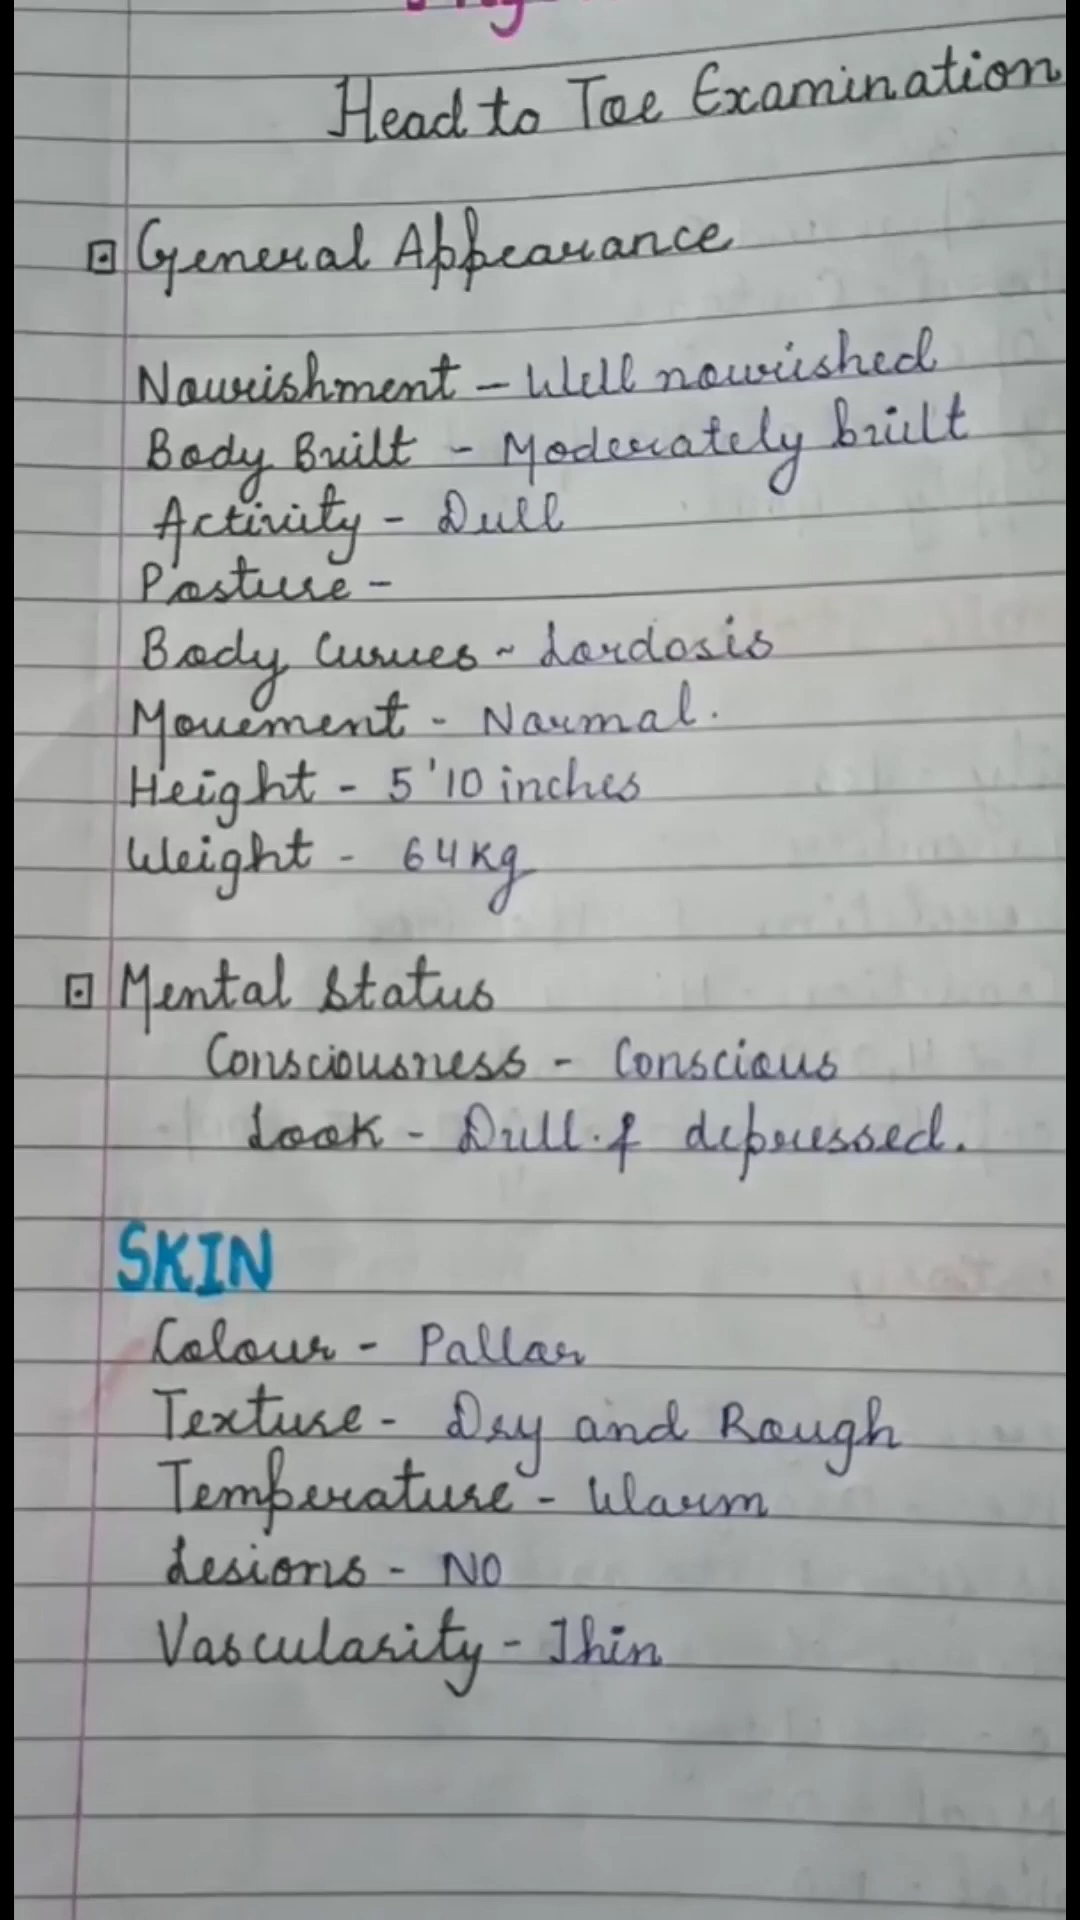 Head to Toe Examination
General Appearance
Nourishment - Well nourished
Body Built - Moderately built
Activity - Dull
Posture -
Body Curves - Lordosis
Movement - Normal.
Height - 5'10 inches
Weight - 64 kg
Mental Status
Consciousness - Conscious
Look - Dull & depressed.
SKIN
Colour - Pallor
Texture - Dry and Rough
Temperature - Warm
Lesions - NO
Vascularity - Thin